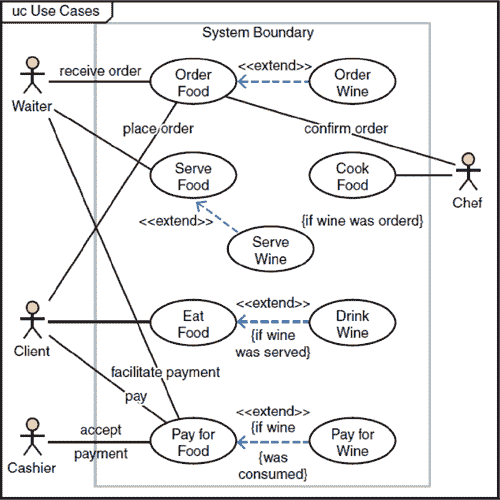 uc Use Cases
System Boundary
receive order
Order
Food
<<extend>>
Order
Wine
Waiter
place order
confirm order
Serve
Food
Cook
Food
Chef
<<extend>>
{if wine was orderd}
Serve
Wine
Eat
Food
<<extend>>
{if wine
was served}
Drink
Wine
Client
facilitate payment
pay
accept
payment
Cashier
Pay for
Food
<<extend>>
{if wine
{was
consumed}
Pay for
Wine